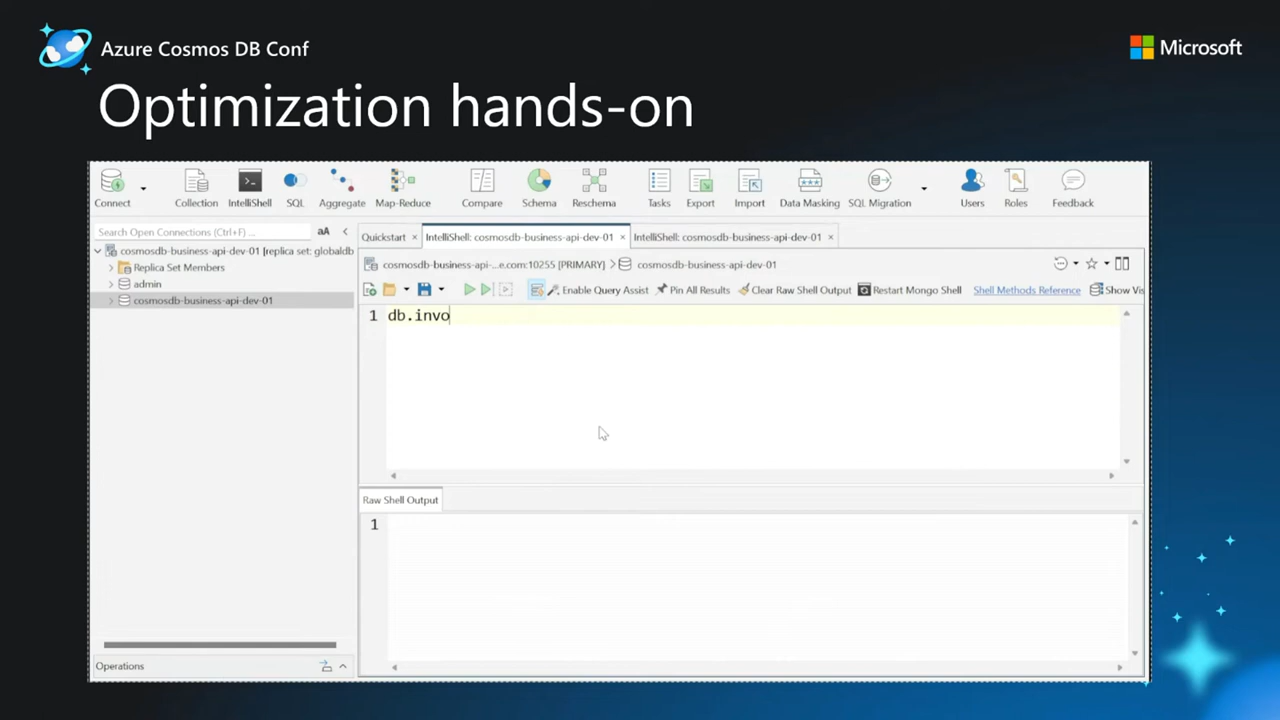 Azure Cosmos DB Conf
Microsoft
Optimization hands-on
Connect Collection IntelliShell SQL Aggregate Map-Reduce Compare Schema Reschema Tasks Export Import Data Masking SQL Migration Users Roles Feedback
Search Open Connections (Ctrl+F) ... aA
cosmosdb-business-api-dev-01 [replica set: globaldb
Replica Set Members
admin
cosmosdb-business-api-dev-01
Quickstart × IntelliShell: cosmosdb-business-api-dev-01 × IntelliShell: cosmosdb-business-api-dev-01 ×
cosmosdb-business-api-...e.com:10255 [PRIMARY] cosmosdb-business-api-dev-01
Enable Query Assist Pin All Results Clear Raw Shell Output Restart Mongo Shell Shell Methods Reference Show Vis
1 db.invo
Raw Shell Output
1
Operations